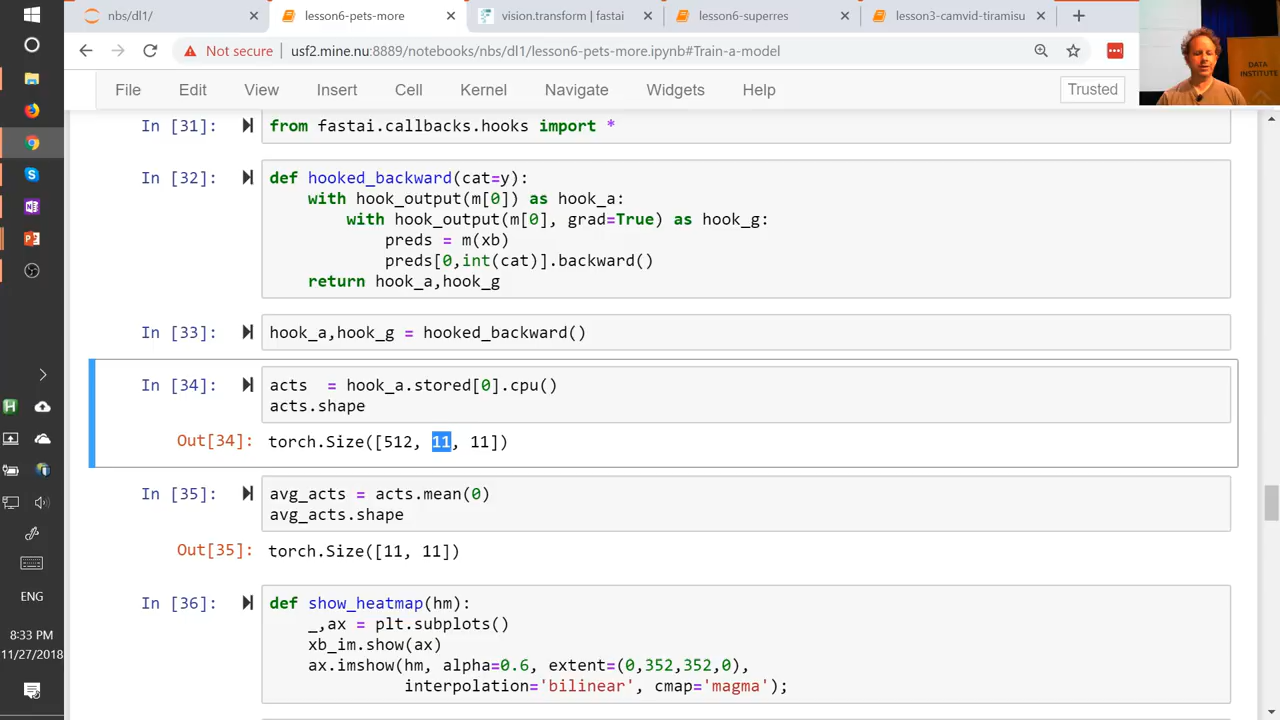 nbs/dl1/
lesson6-pets-more
vision.transform | fastai
lesson6-superres
lesson3-camvid-tiramisu
Not secure | usf2.mine.nu:8889/notebooks/nbs/dl1/lesson6-pets-more.ipynb#Train-a-model
DATA
INSTITUTE
File Edit View Insert Cell Kernel Navigate Widgets Help
Trusted
In [31]: from fastai.callbacks.hooks import *
In [32]: def hooked_backward(cat=y):
with hook_output(m[0]) as hook_a:
with hook_output(m[0], grad=True) as hook_g:
preds = m(xb)
preds[0,int(cat)].backward()
return hook_a,hook_g
In [33]: hook_a,hook_g = hooked_backward()
In [34]: acts = hook_a.stored[0].cpu()
acts.shape
Out[34]: torch.Size([512, 11, 11])
In [35]: avg_acts = acts.mean(0)
avg_acts.shape
Out[35]: torch.Size([11, 11])
In [36]: def show_heatmap(hm):
_,ax = plt.subplots()
xb_im.show(ax)
ax.imshow(hm, alpha=0.6, extent=(0,352,352,0),
interpolation='bilinear', cmap='magma');
ENG
8:33 PM
11/27/2018